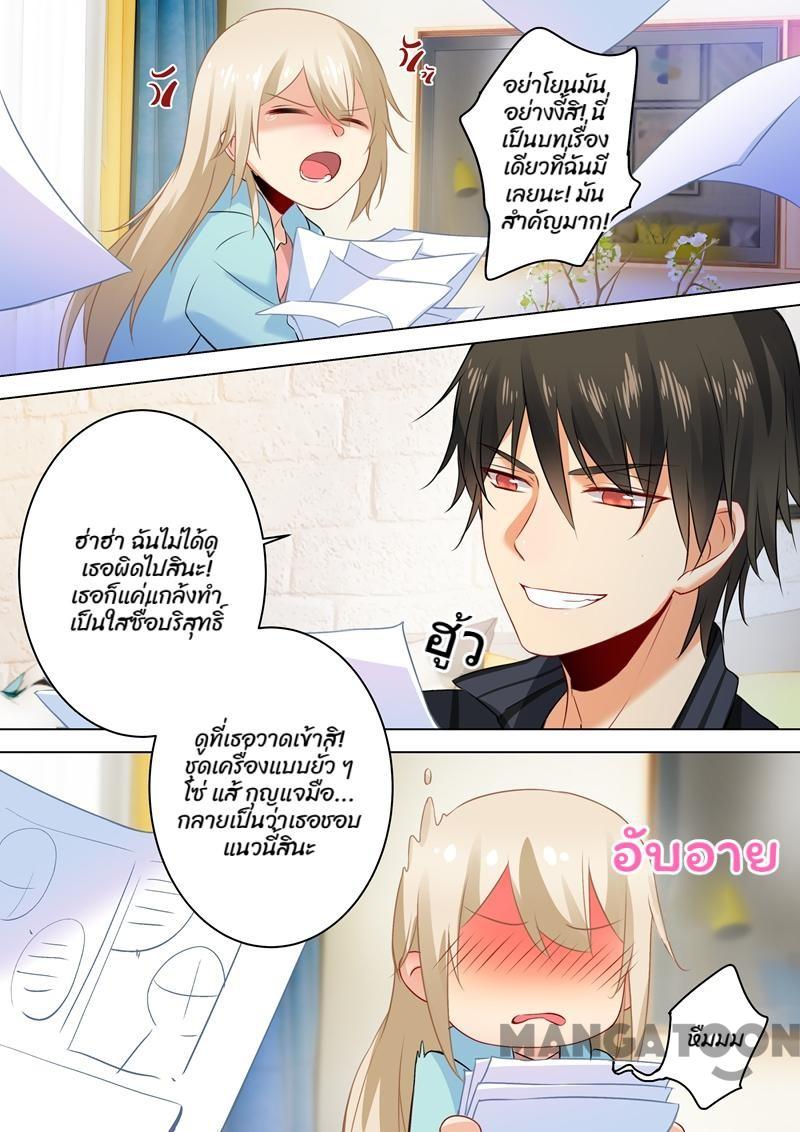 วั
วั
วั
อย่าโยนมัน
อย่างงี้สิ! นี่
เป็นบทเรื่อง
เดียวที่ฉันมี
เลยนะ! มัน
สำคัญมาก!
ฮ่าฮ่า ฉันไม่ได้ดู
เธอผิดไปสินะ!
เธอก็แค่แกล้งทำ
เป็นใสซื่อบริสุทธิ์
ฮู้ว
ดูที่เธอวาดเข้าสิ!
ชุดเครื่องแบบยั่ว ๆ
โซ่ แส้ กุญแจมือ...
กลายเป็นว่าเธอชอบ
แนวนี้สินะ
อับอาย
หืมมม
MANGATOON